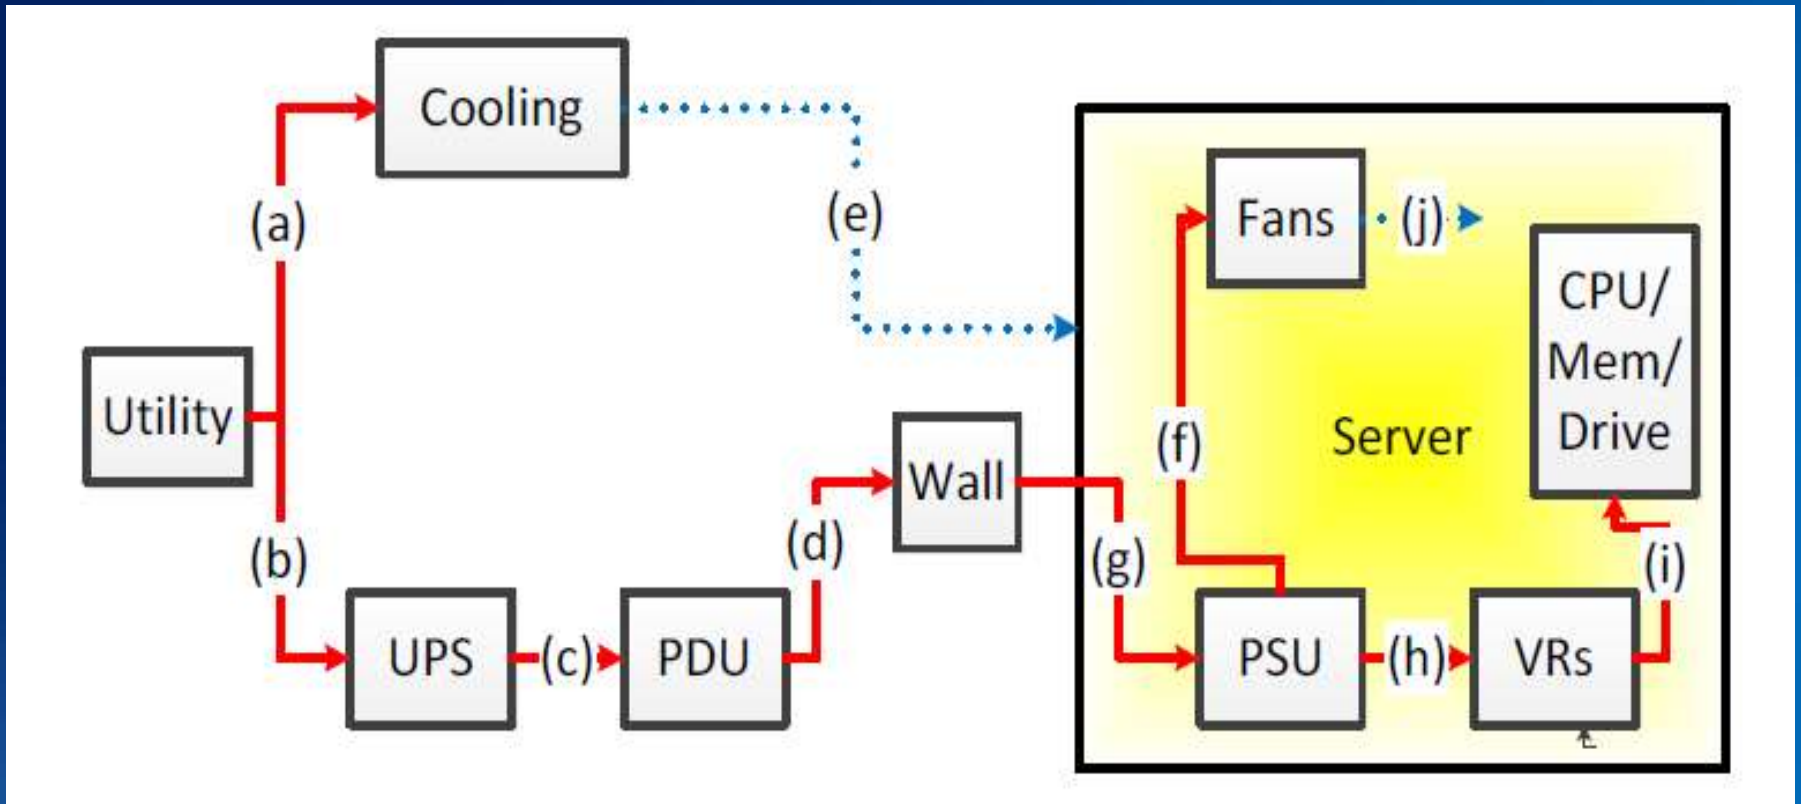 Cooling
(a)
(e)
Fans
(j)
CPU/
Mem/
Drive
Utility
Server
(f)
Wall
(b)
(d)
(g)
(i)
UPS
(c)
PDU
PSU
(h)
VRs